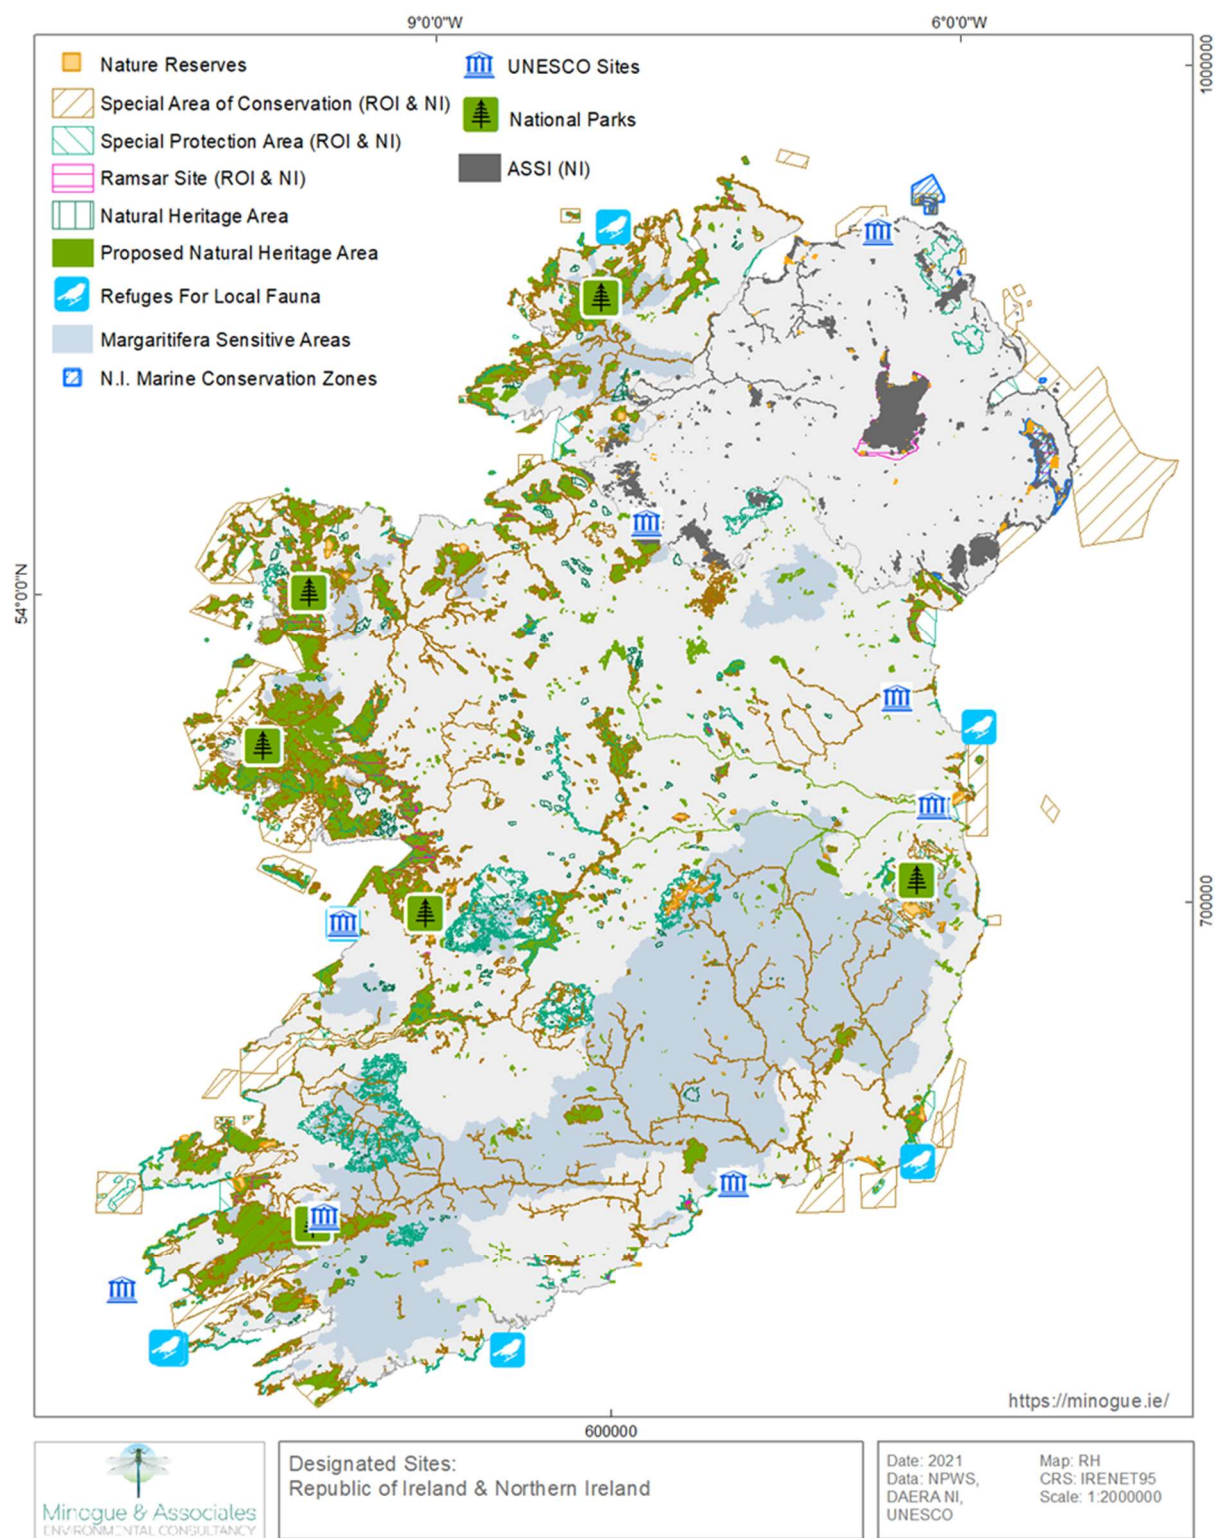 9°0'0"W
6°0'0"W
1000000
Nature Reserves
Special Area of Conservation (ROI & NI)
Special Protection Area (ROI & NI)
Ramsar Site (ROI & NI)
Natural Heritage Area
Proposed Natural Heritage Area
Refuges For Local Fauna
Margaritifera Sensitive Areas
N.I. Marine Conservation Zones
UNESCO Sites
National Parks
ASSI (NI)
54°0'0"N
700000
https://minogue.ie/
600000
Minogue & Associates
ENVIRONMENTAL CONSULTANCY
Designated Sites:
Republic of Ireland & Northern Ireland
Date: 2021
Data: NPWS,
DAERA NI,
UNESCO
Map: RH
CRS: IRENET95
Scale: 1:2000000